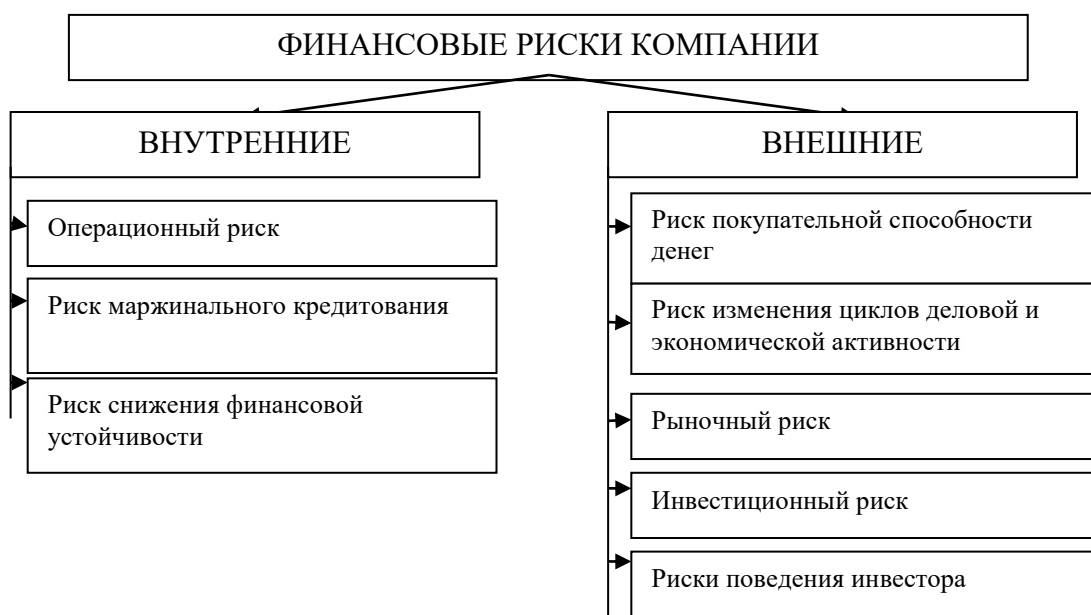 ФИНАНСОВЫЕ РИСКИ КОМПАНИИ
ВНУТРЕННИЕ
Операционный риск
Риск маржинального кредитования
Риск снижения финансовой
устойчивости
ВНЕШНИЕ
Риск покупательной способности
денег
Риск изменения циклов деловой и
экономической активности
Рыночный риск
Инвестиционный риск
Риски поведения инвестора